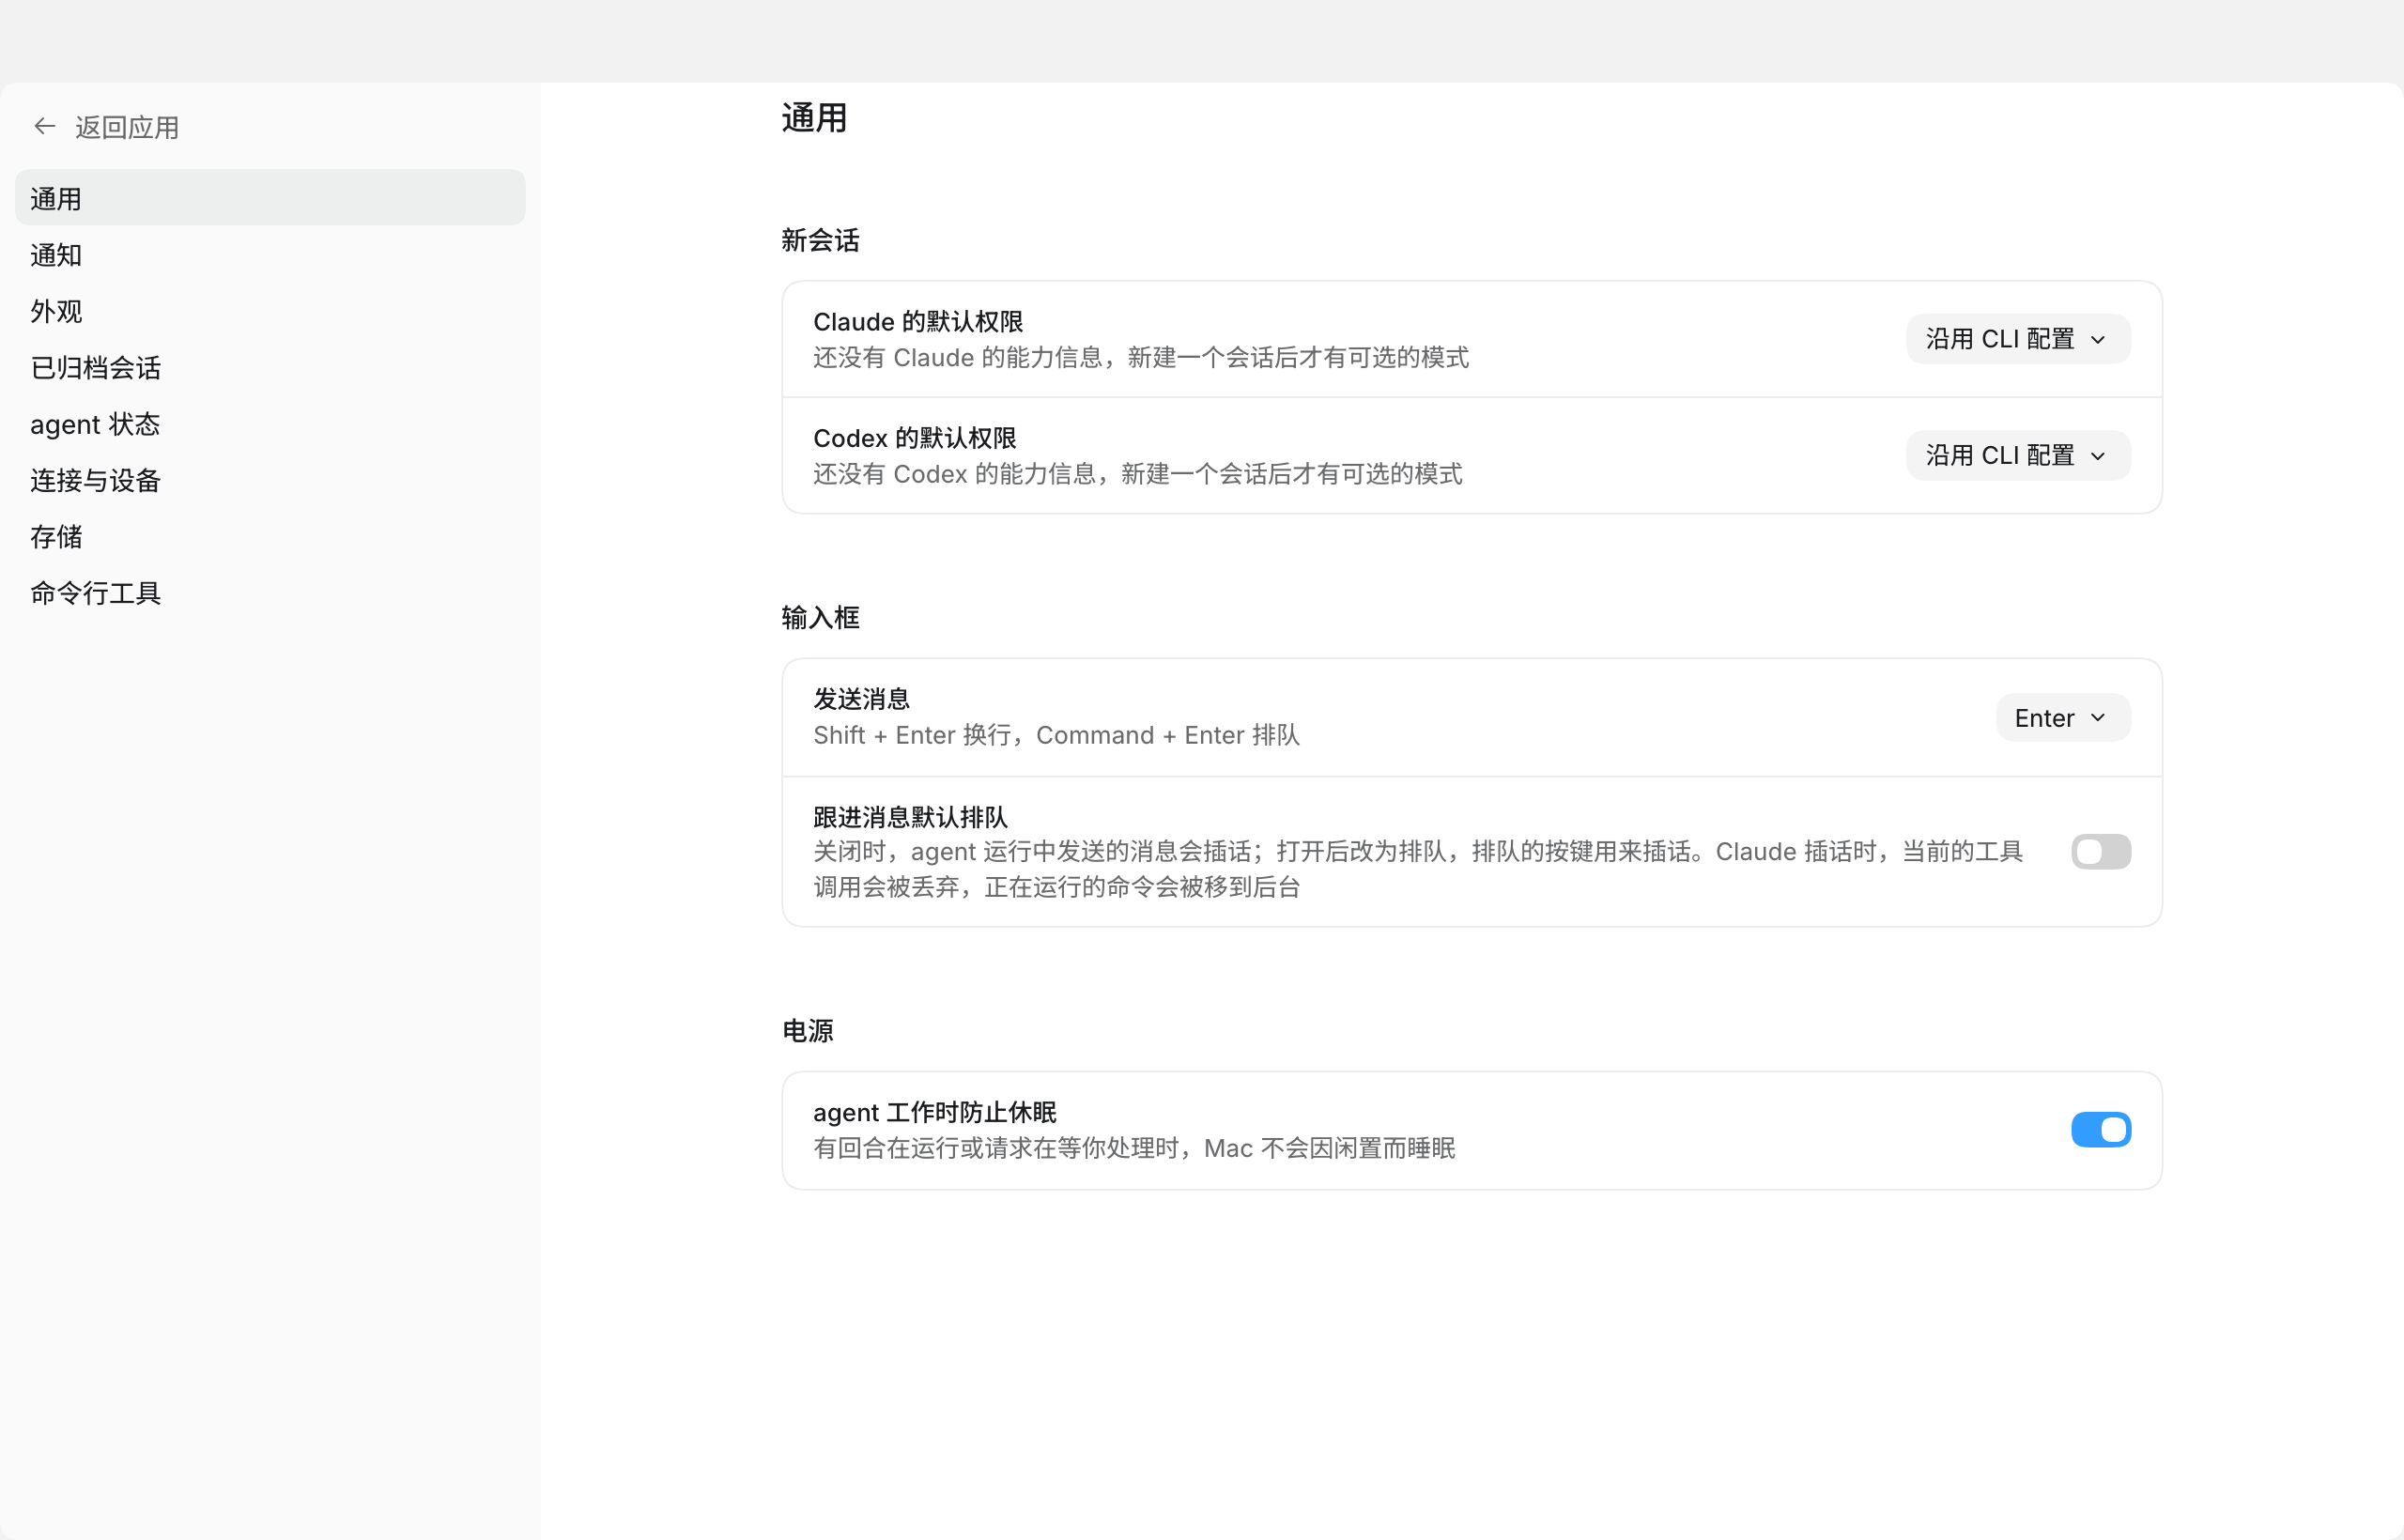 返回应用
通用
通知
外观
已归档会话
agent 状态
连接与设备
存储
命令行工具
通用
新会话
Claude 的默认权限
还没有 Claude 的能力信息，新建一个会话后才有可选的模式
沿用 CLI 配置
Codex 的默认权限
还没有 Codex 的能力信息，新建一个会话后才有可选的模式
沿用 CLI 配置
输入框
发送消息
Shift + Enter 换行，Command + Enter 排队
Enter
跟进消息默认排队
关闭时，agent 运行中发送的消息会插话；打开后改为排队，排队的按键用来插话。Claude 插话时，当前的工具
调用会被丢弃，正在运行的命令会被移到后台
电源
agent 工作时防止休眠
有回合在运行或请求在等你处理时，Mac 不会因闲置而睡眠